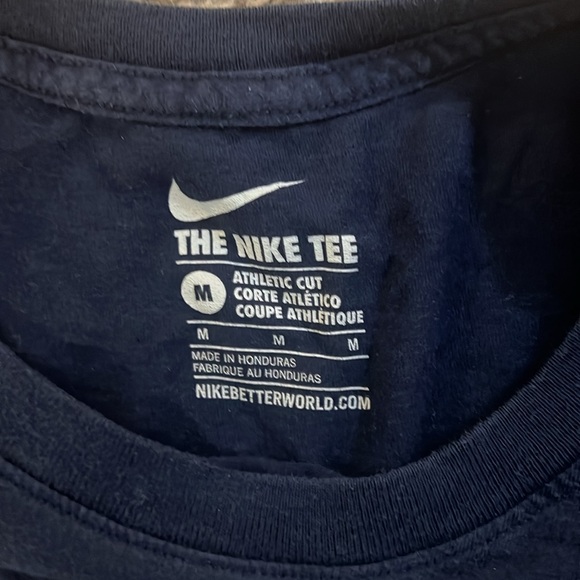 THE NIKE TEE
M
ATHLETIC CUT
CORTE ATLÉTICO
COUPE ATHLÉTIQUE
M M M
MADE IN HONDURAS
FABRIQUE AU HONDURAS
NIKEBETTERWORLD.COM